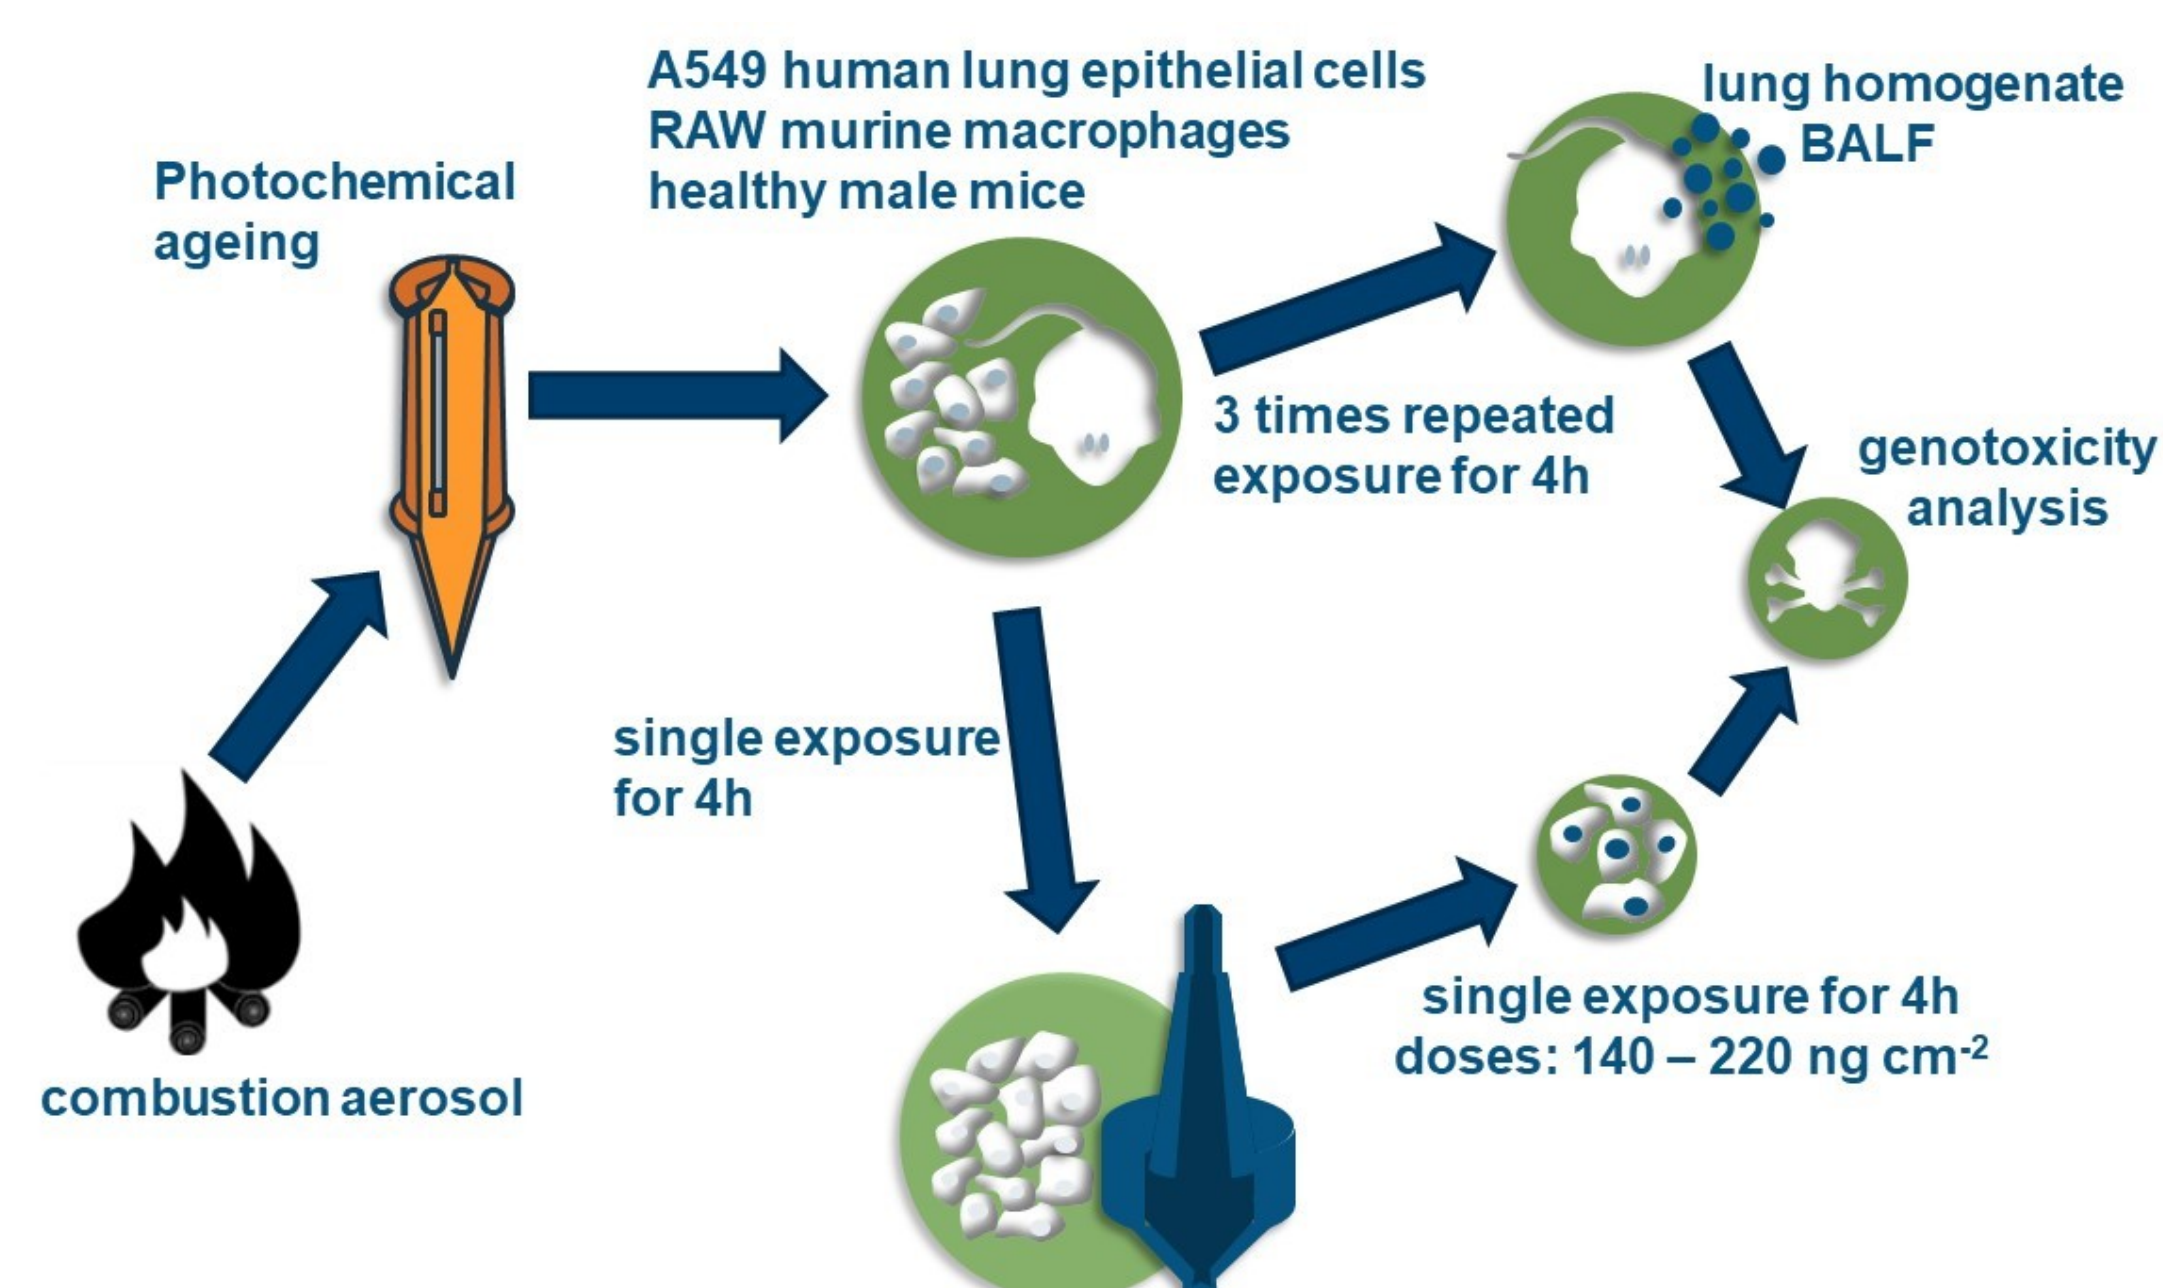 A549 human lung epithelial cells
RAW murine macrophages
healthy male mice
lung homogenate
BALF
Photochemical
ageing
3 times repeated
exposure for 4h
genotoxicity
analysis
single exposure
for 4h
single exposure for 4h
doses: 140 – 220 ng cm⁻²
combustion aerosol